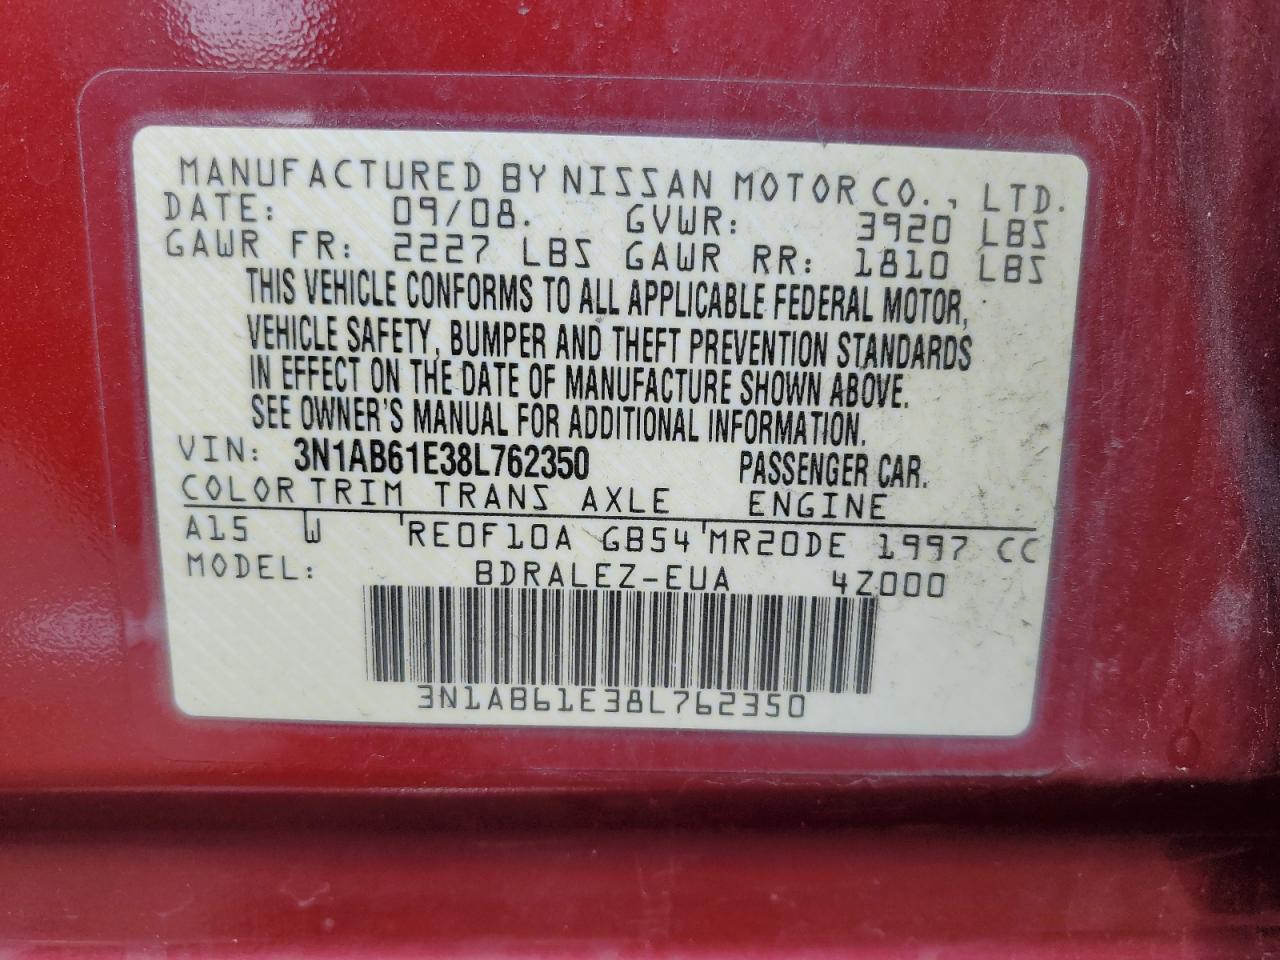 MANUFACTURED BY NISSAN MOTOR CO., LTD.
DATE: 09/08. GVWR: 3920 LBS
GAWR FR: 2227 LBS GAWR RR: 1810 LBS
THIS VEHICLE CONFORMS TO ALL APPLICABLE FEDERAL MOTOR,
VEHICLE SAFETY, BUMPER AND THEFT PREVENTION STANDARDS
IN EFFECT ON THE DATE OF MANUFACTURE SHOWN ABOVE.
SEE OWNER'S MANUAL FOR ADDITIONAL INFORMATION.
VIN: 3N1AB61E38L762350 PASSENGER CAR.
COLOR TRIM TRANS AXLE ENGINE
A15 W RE0F10A GB54 MR20DE 1997 CC
MODEL: BDRALEZ-EUA 4Z000
3N1AB61E38L762350